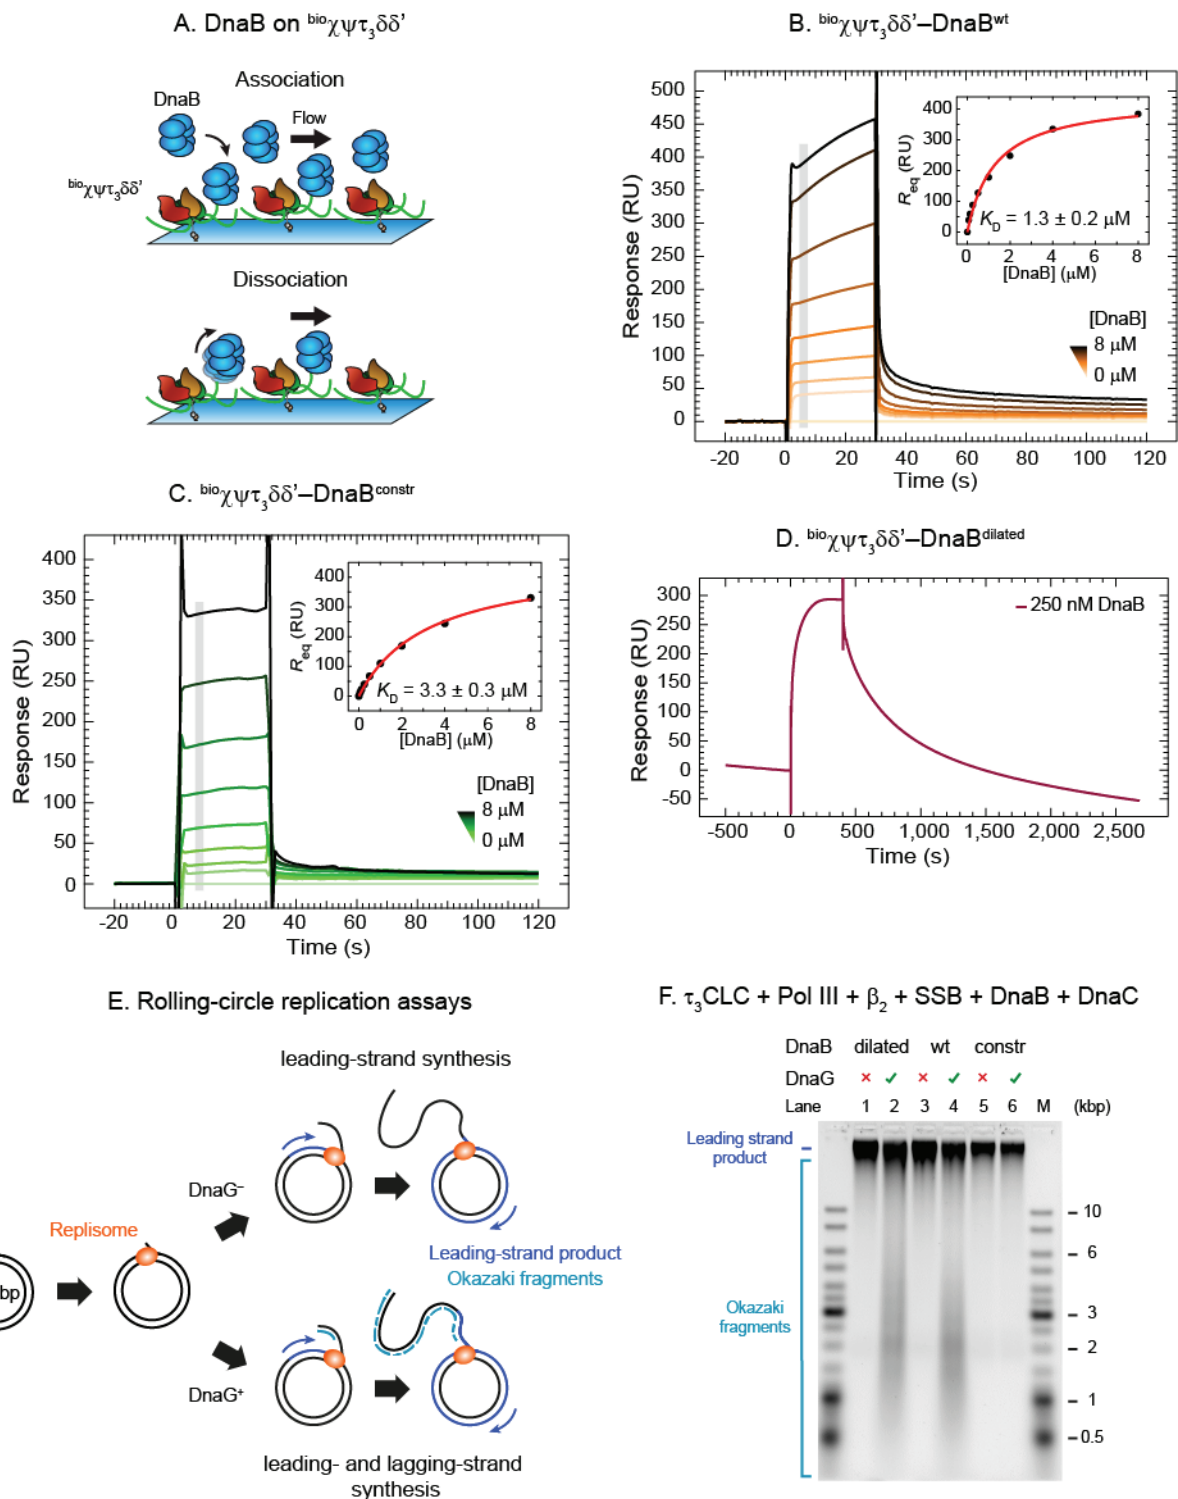 A. DnaB on ᵇⁱᵒχψτ₃δδ'
Association
DnaB
Flow
ᵇⁱᵒχψτ₃δδ'
Dissociation
B. ᵇⁱᵒχψτ₃δδ'–DnaBʷᵗ
Response (RU)
500
450
400
350
300
250
200
150
100
50
0
-20 0 20 40 60 80 100 120
Time (s)
Req (RU)
400
300
200
100
0
KD = 1.3 ± 0.2 µM
0 2 4 6 8
[DnaB] (µM)
[DnaB]
8 µM
0 µM
C. ᵇⁱᵒχψτ₃δδ'–DnaBᶜᵒⁿˢᵗʳ
Response (RU)
400
350
300
250
200
150
100
50
0
-20 0 20 40 60 80 100 120
Time (s)
Req (RU)
400
300
200
100
0
KD = 3.3 ± 0.3 µM
0 2 4 6 8
[DnaB] (µM)
[DnaB]
8 µM
0 µM
D. ᵇⁱᵒχψτ₃δδ'–DnaBᵈⁱˡᵃᵗᵉᵈ
Response (RU)
300
250
200
150
100
50
0
-50
250 nM DnaB
-500 0 500 1,000 1,500 2,000 2,500
Time (s)
E. Rolling-circle replication assays
leading-strand synthesis
DnaG⁻
Replisome
bp
Leading-strand product
Okazaki fragments
DnaG⁺
leading- and lagging-strand
synthesis
F. τ₃CLC + Pol III + β₂ + SSB + DnaB + DnaC
DnaB dilated wt constr
DnaG × ✓ × ✓ × ✓
Lane 1 2 3 4 5 6 M (kbp)
Leading strand
product
10
6
3
Okazaki
fragments
2
1
0.5